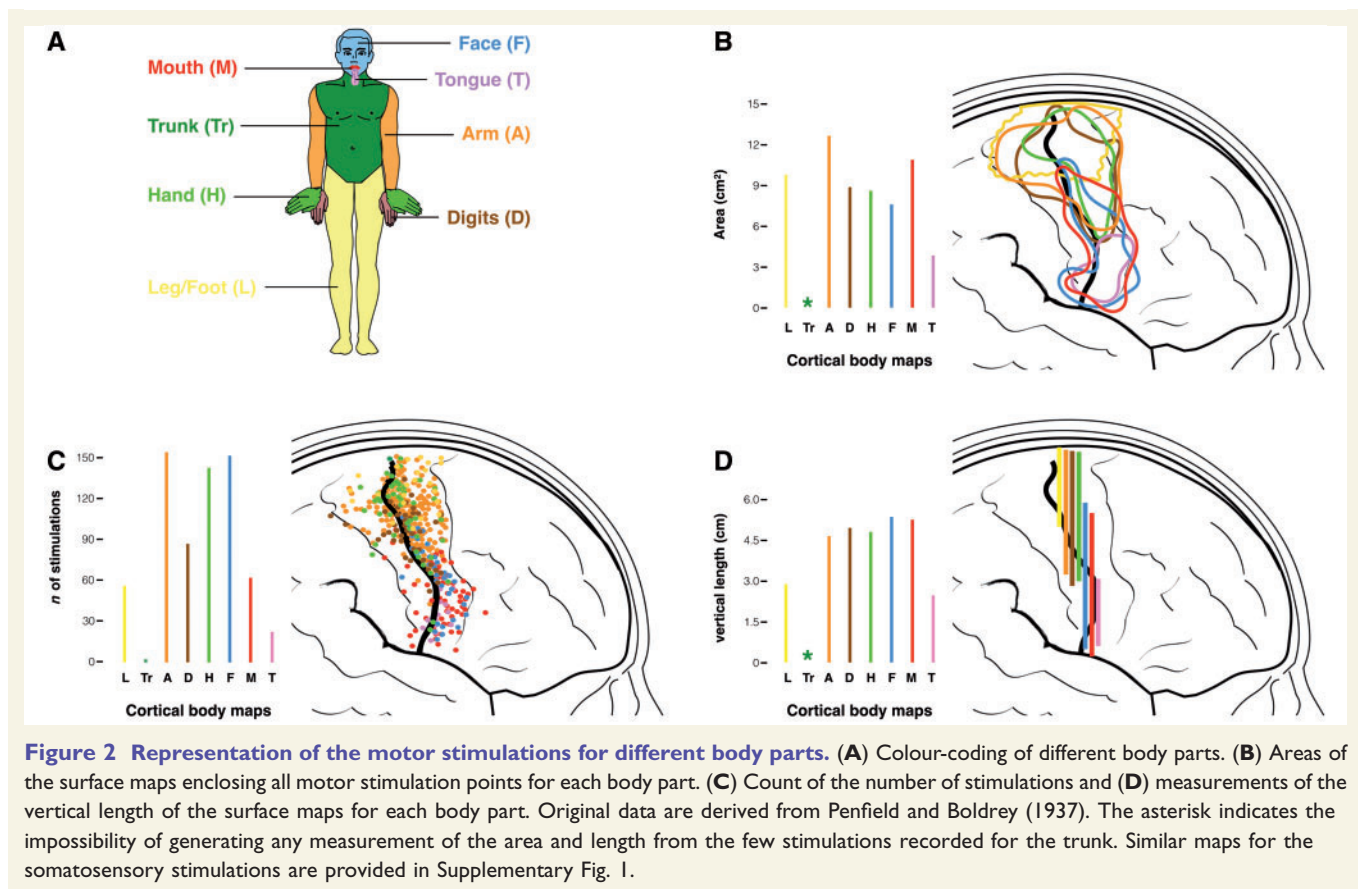 A
Face (F)
Mouth (M)
Tongue (T)
Trunk (Tr)
Arm (A)
Hand (H)
Digits (D)
Leg/Foot (L)
B
15
12
9
6
3
0
Area (cm²)
L Tr A D H F M T
*
Cortical body maps
C
150
120
90
60
30
0
n of stimulations
L Tr A D H F M T
Cortical body maps
D
6.0
4.5
3.0
1.5
0
vertical length (cm)
*
L Tr A D H F M T
Cortical body maps
Figure 2 Representation of the motor stimulations for different body parts. (A) Colour-coding of different body parts. (B) Areas of
the surface maps enclosing all motor stimulation points for each body part. (C) Count of the number of stimulations and (D) measurements of the
vertical length of the surface maps for each body part. Original data are derived from Penfield and Boldrey (1937). The asterisk indicates the
impossibility of generating any measurement of the area and length from the few stimulations recorded for the trunk. Similar maps for the
somatosensory stimulations are provided in Supplementary Fig. 1.